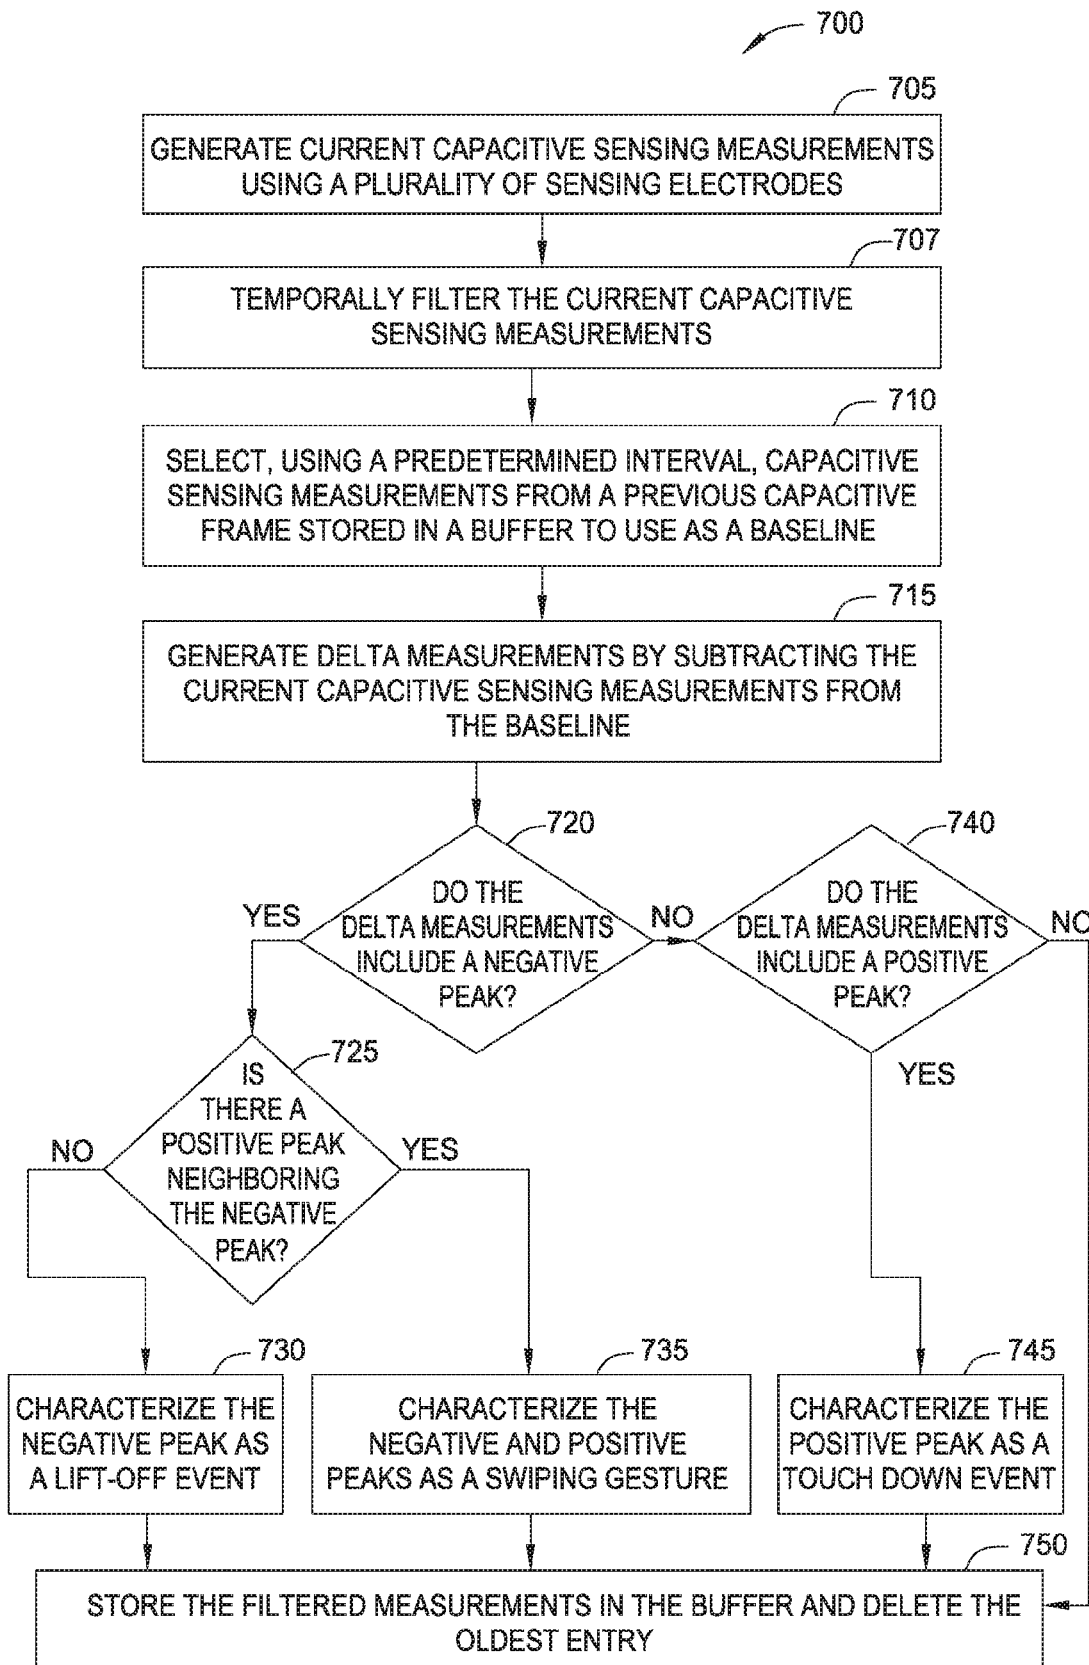 700
705
GENERATE CURRENT CAPACITIVE SENSING MEASUREMENTS
USING A PLURALITY OF SENSING ELECTRODES
707
TEMPORALLY FILTER THE CURRENT CAPACITIVE
SENSING MEASUREMENTS
710
SELECT, USING A PREDETERMINED INTERVAL, CAPACITIVE
SENSING MEASUREMENTS FROM A PREVIOUS CAPACITIVE
FRAME STORED IN A BUFFER TO USE AS A BASELINE
715
GENERATE DELTA MEASUREMENTS BY SUBTRACTING THE
CURRENT CAPACITIVE SENSING MEASUREMENTS FROM
THE BASELINE
720
DO THE
DELTA MEASUREMENTS
INCLUDE A NEGATIVE
PEAK?
YES
NO
740
DO THE
DELTA MEASUREMENTS
INCLUDE A POSITIVE
PEAK?
NO
YES
725
IS
THERE A
POSITIVE PEAK
NEIGHBORING
THE NEGATIVE
PEAK?
NO
YES
730
CHARACTERIZE THE
NEGATIVE PEAK AS
A LIFT-OFF EVENT
735
CHARACTERIZE THE
NEGATIVE AND POSITIVE
PEAKS AS A SWIPING GESTURE
745
CHARACTERIZE THE
POSITIVE PEAK AS A
TOUCH DOWN EVENT
750
STORE THE FILTERED MEASUREMENTS IN THE BUFFER AND DELETE THE
OLDEST ENTRY